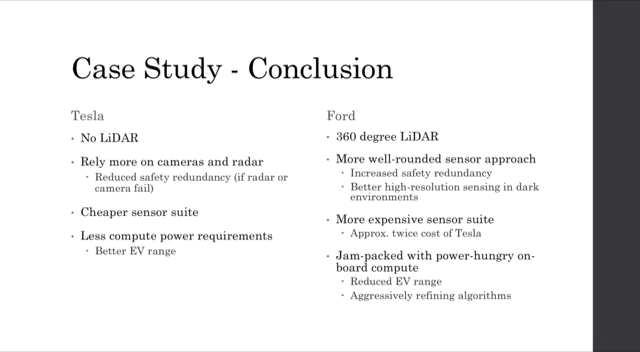 Case Study - Conclusion
Tesla
• No LiDAR
• Rely more on cameras and radar
• Reduced safety redundancy (if radar or
camera fail)
• Cheaper sensor suite
• Less compute power requirements
• Better EV range
Ford
• 360 degree LiDAR
• More well-rounded sensor approach
• Increased safety redundancy
• Better high-resolution sensing in dark
environments
• More expensive sensor suite
• Approx. twice cost of Tesla
• Jam-packed with power-hungry on-
board compute
• Reduced EV range
• Aggressively refining algorithms